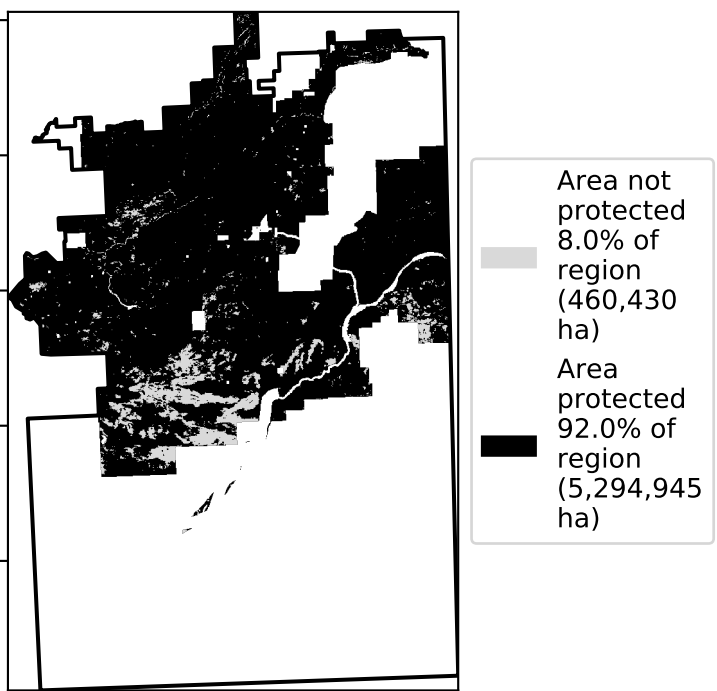 Area not
protected
8.0% of
region
(460,430
ha)
Area
protected
92.0% of
region
(5,294,945
ha)